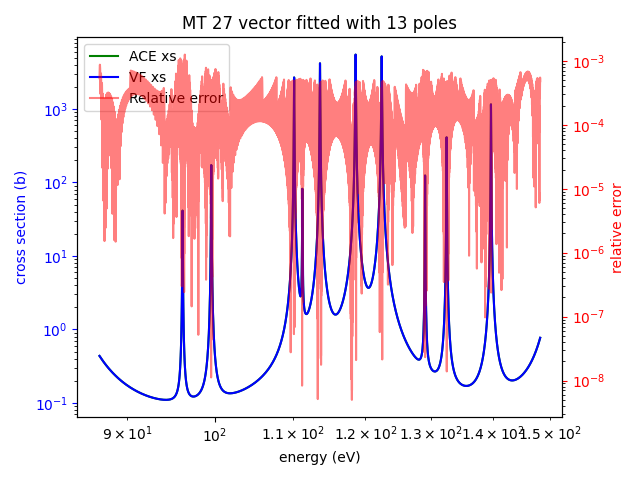 MT 27 vector fitted with 13 poles
ACE xs
VF xs
Relative error
cross section (b)
10³
10²
10¹
10⁰
10⁻¹
10⁻³
10⁻⁴
10⁻⁵
10⁻⁶
10⁻⁷
10⁻⁸
relative error
9×10¹ 10² 1.1×10² 1.2×10² 1.3×10² 1.4×10² 1.5×10²
energy (eV)